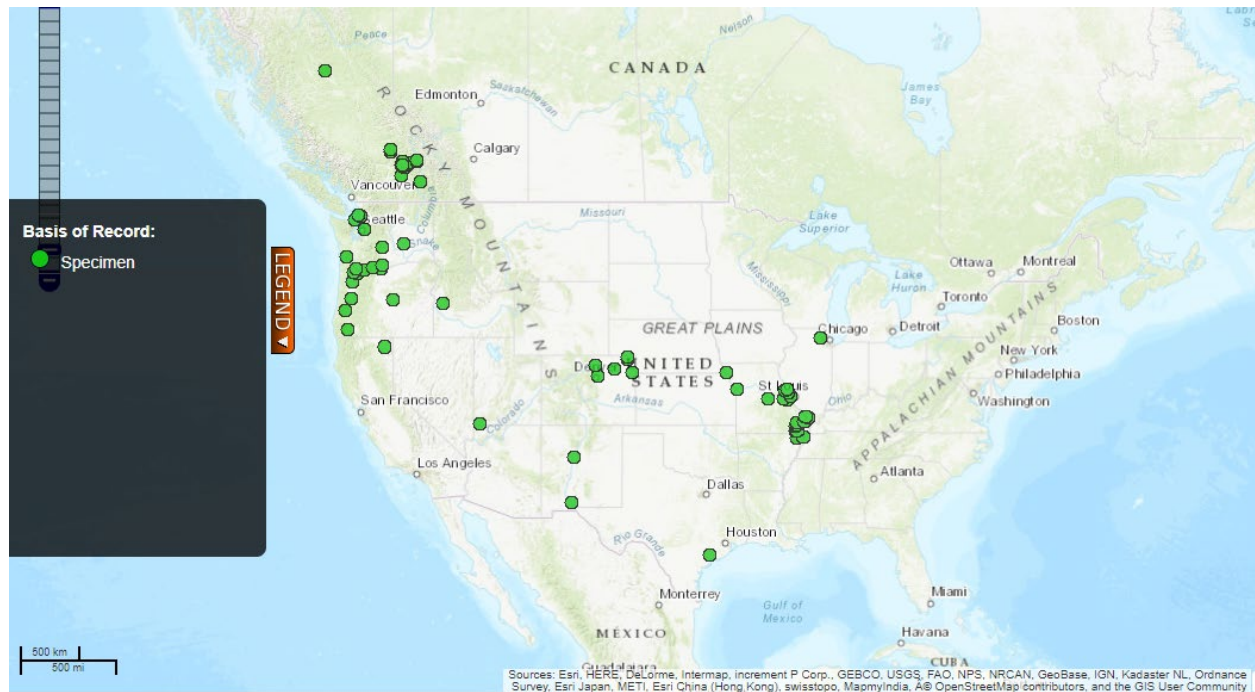 Peace
Nelson
CANADA
Edmonton
Saskatchewan
James
Bay
ROCKY MOUNTAINS
Calgary
Vancouver
Columbia
Seattle
Missouri
Lake
Superior
Snake
Basis of Record:
Specimen
LEGEND
Ottawa
Montreal
Mississippi
Lake
Huron
Toronto
GREAT PLAINS
Chicago
Detroit
Boston
New York
UNITED
STATES
St Louis
Philadelphia
Ohio
Washington
San Francisco
Colorado
Arkansas
APPALACHIAN MOUNTAINS
Los Angeles
Atlanta
Dallas
Rio Grande
Houston
Monterrey
Gulf of
Mexico
Miami
MÉXICO
Havana
CUBA
Guadalajara
500 km
500 mi
Sources: Esri, HERE, DeLorme, Intermap, increment P Corp., GEBCO, USGS, FAO, NPS, NRCAN, GeoBase, IGN, Kadaster NL, Ordnance
Survey, Esri Japan, METI, Esri China (Hong Kong), swisstopo, MapmyIndia, Â© OpenStreetMap contributors, and the GIS User Community